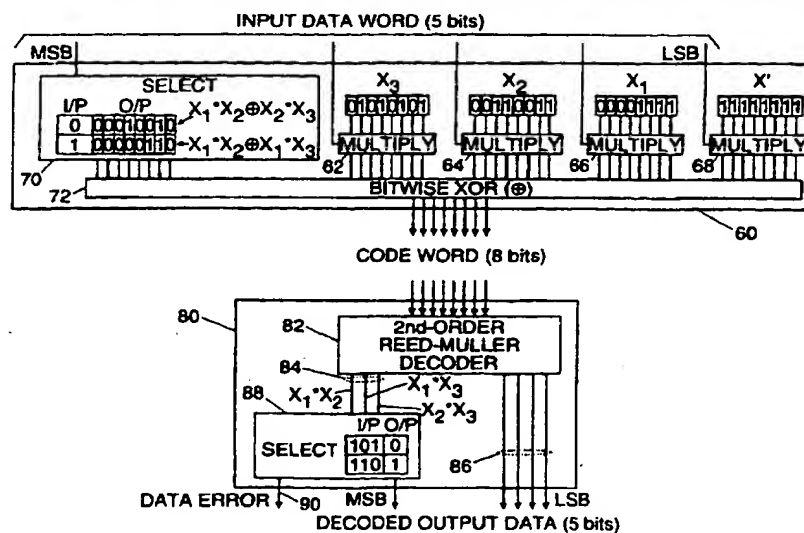 INPUT DATA WORD (5 bits)
MSB
LSB
SELECT
I/P O/P
0 00010010 X1*X2⊕X2*X3
1 00000110 X1*X2⊕X1*X3
70
X3
01010101
MULTIPLY
62
X2
00110011
MULTIPLY
64
X1
00001111
MULTIPLY
66
X'
11111111
MULTIPLY
68
72
BITWISE XOR (⊕)
60
CODE WORD (8 bits)
80
82
2nd-ORDER
REED-MULLER
DECODER
84
X1*X2
X1*X3
X2*X3
88
I/P O/P
SELECT
101 0
110 1
86
DATA ERROR
90
MSB
LSB
DECODED OUTPUT DATA (5 bits)